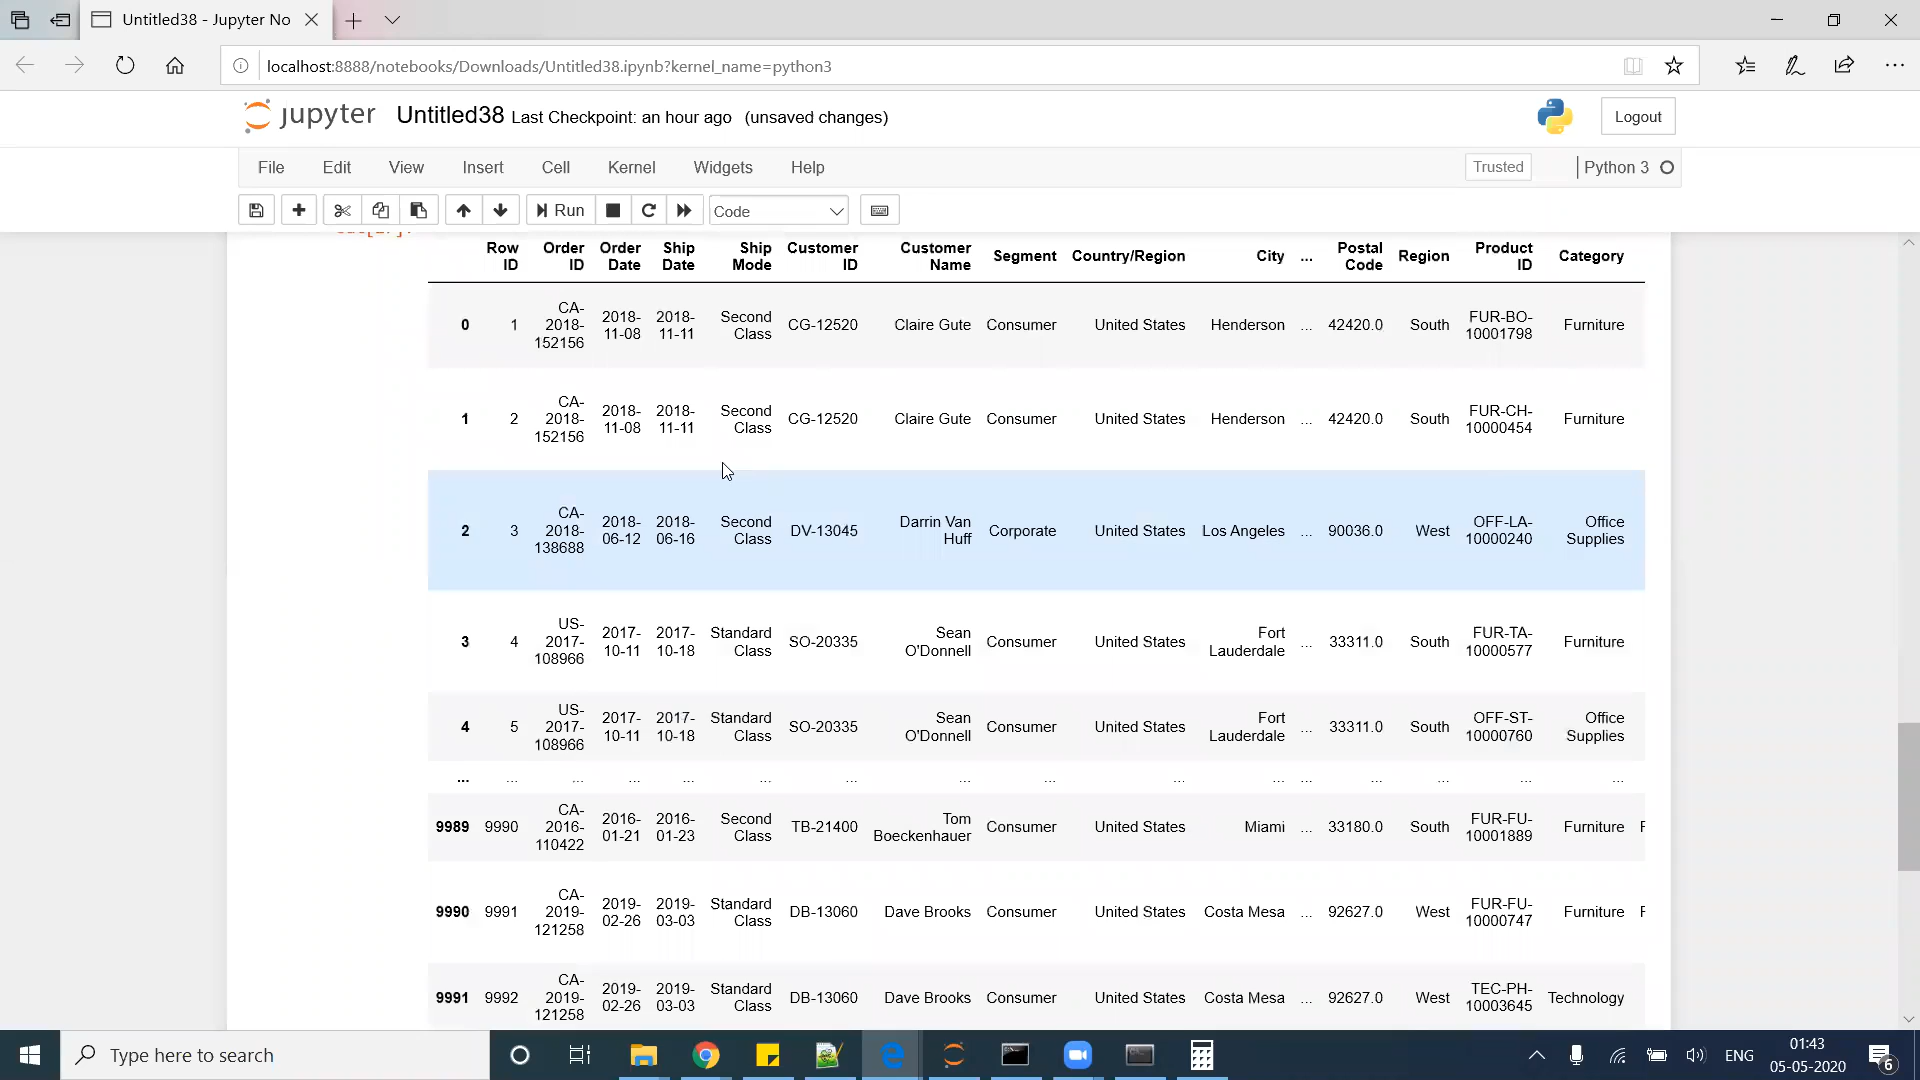 Untitled38 - Jupyter No
localhost:8888/notebooks/Downloads/Untitled38.ipynb?kernel_name=python3
jupyter Untitled38 Last Checkpoint: an hour ago (unsaved changes)
Logout
File Edit View Insert Cell Kernel Widgets Help
Trusted
Python 3
Run
Code
Row ID Order ID Order Date Ship Date Ship Mode Customer ID Customer Name Segment Country/Region City ... Postal Code Region Product ID Category
0 1 CA-2018-152156 2018-11-08 2018-11-11 Second Class CG-12520 Claire Gute Consumer United States Henderson ... 42420.0 South FUR-BO-10001798 Furniture
1 2 CA-2018-152156 2018-11-08 2018-11-11 Second Class CG-12520 Claire Gute Consumer United States Henderson ... 42420.0 South FUR-CH-10000454 Furniture
2 3 CA-2018-138688 2018-06-12 2018-06-16 Second Class DV-13045 Darrin Van Huff Corporate United States Los Angeles ... 90036.0 West OFF-LA-10000240 Office Supplies
3 4 US-2017-108966 2017-10-11 2017-10-18 Standard Class SO-20335 Sean O'Donnell Consumer United States Fort Lauderdale ... 33311.0 South FUR-TA-10000577 Furniture
4 5 US-2017-108966 2017-10-11 2017-10-18 Standard Class SO-20335 Sean O'Donnell Consumer United States Fort Lauderdale ... 33311.0 South OFF-ST-10000760 Office Supplies
... ... ... ... ... ... ... ... ... ... ... ... ... ... ... ...
9989 9990 CA-2016-110422 2016-01-21 2016-01-23 Second Class TB-21400 Tom Boeckenhauer Consumer United States Miami ... 33180.0 South FUR-FU-10001889 Furniture
9990 9991 CA-2019-121258 2019-02-26 2019-03-03 Standard Class DB-13060 Dave Brooks Consumer United States Costa Mesa ... 92627.0 West FUR-FU-10000747 Furniture
9991 9992 CA-2019-121258 2019-02-26 2019-03-03 Standard Class DB-13060 Dave Brooks Consumer United States Costa Mesa ... 92627.0 West TEC-PH-10003645 Technology
Type here to search
ENG
01:43
05-05-2020
6